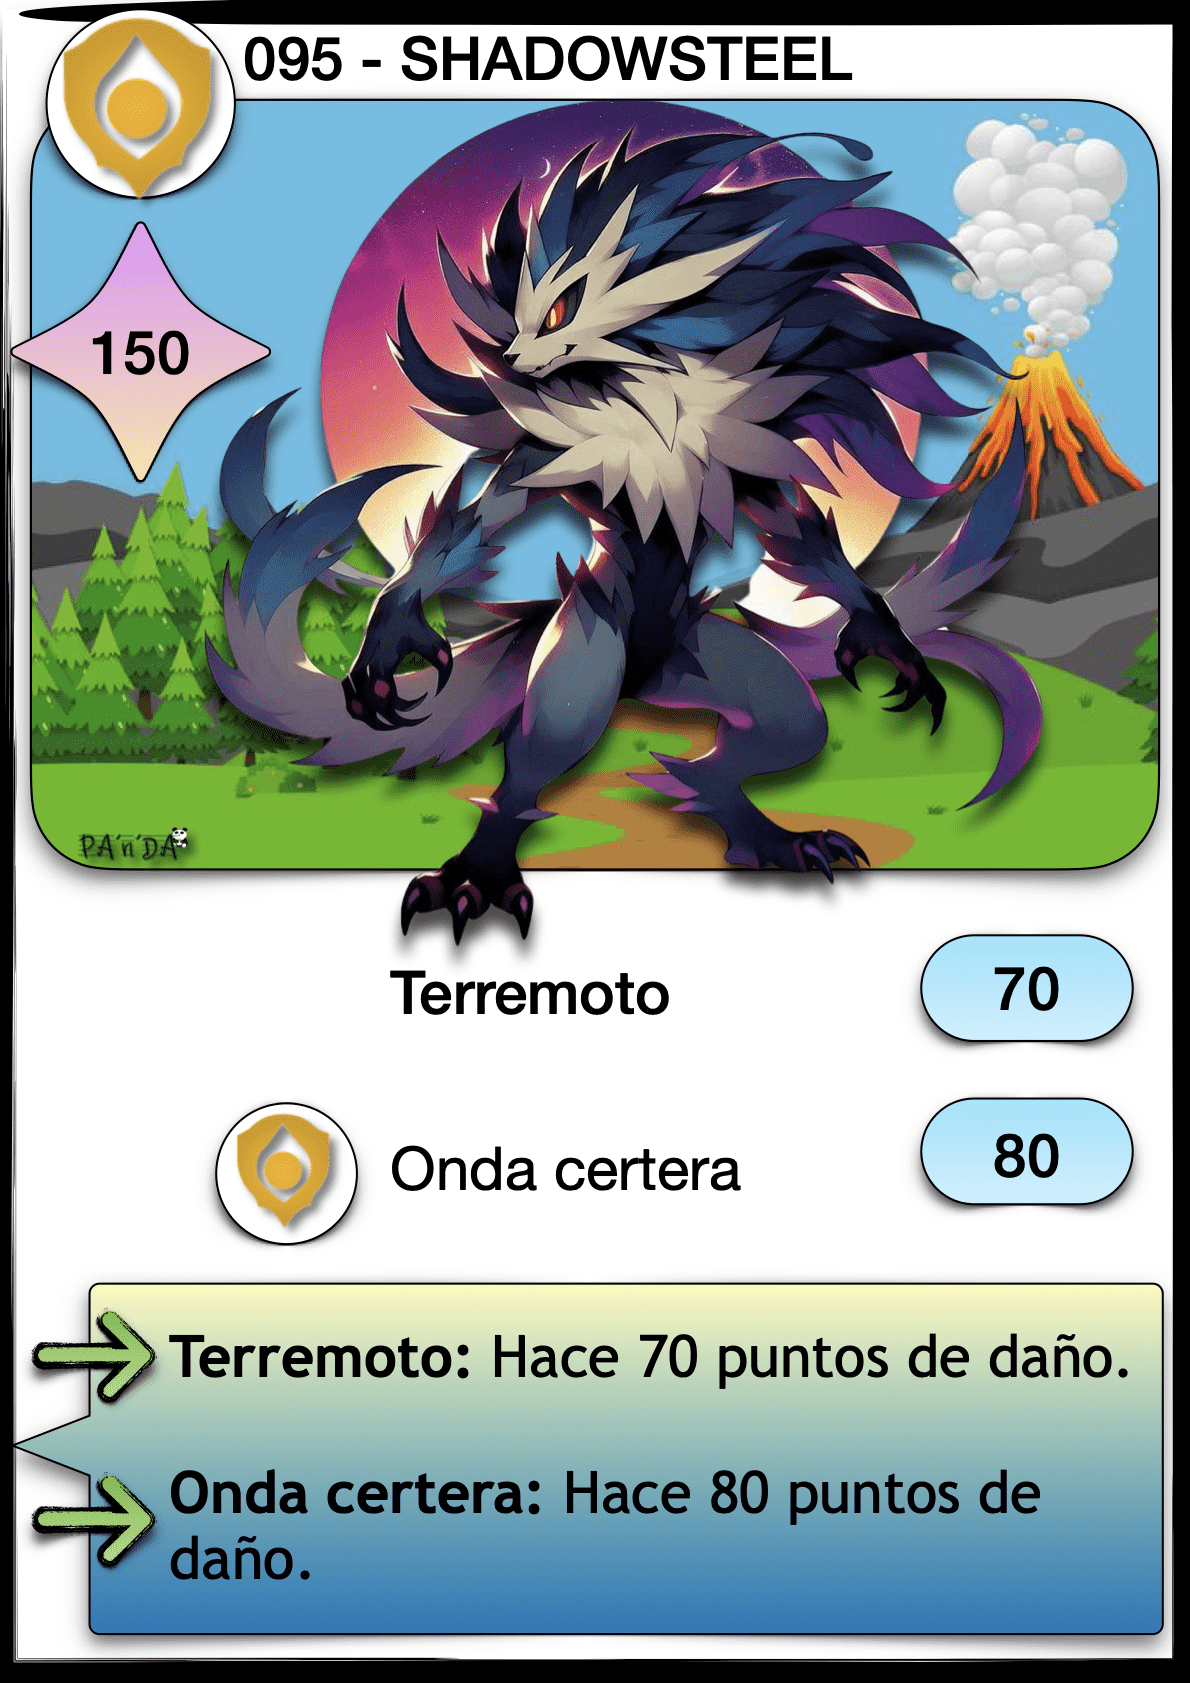 095 - SHADOWSTEEL
150
PA'n'DA
Terremoto
70
Onda certera
80
Terremoto: Hace 70 puntos de daño.
Onda certera: Hace 80 puntos de
daño.